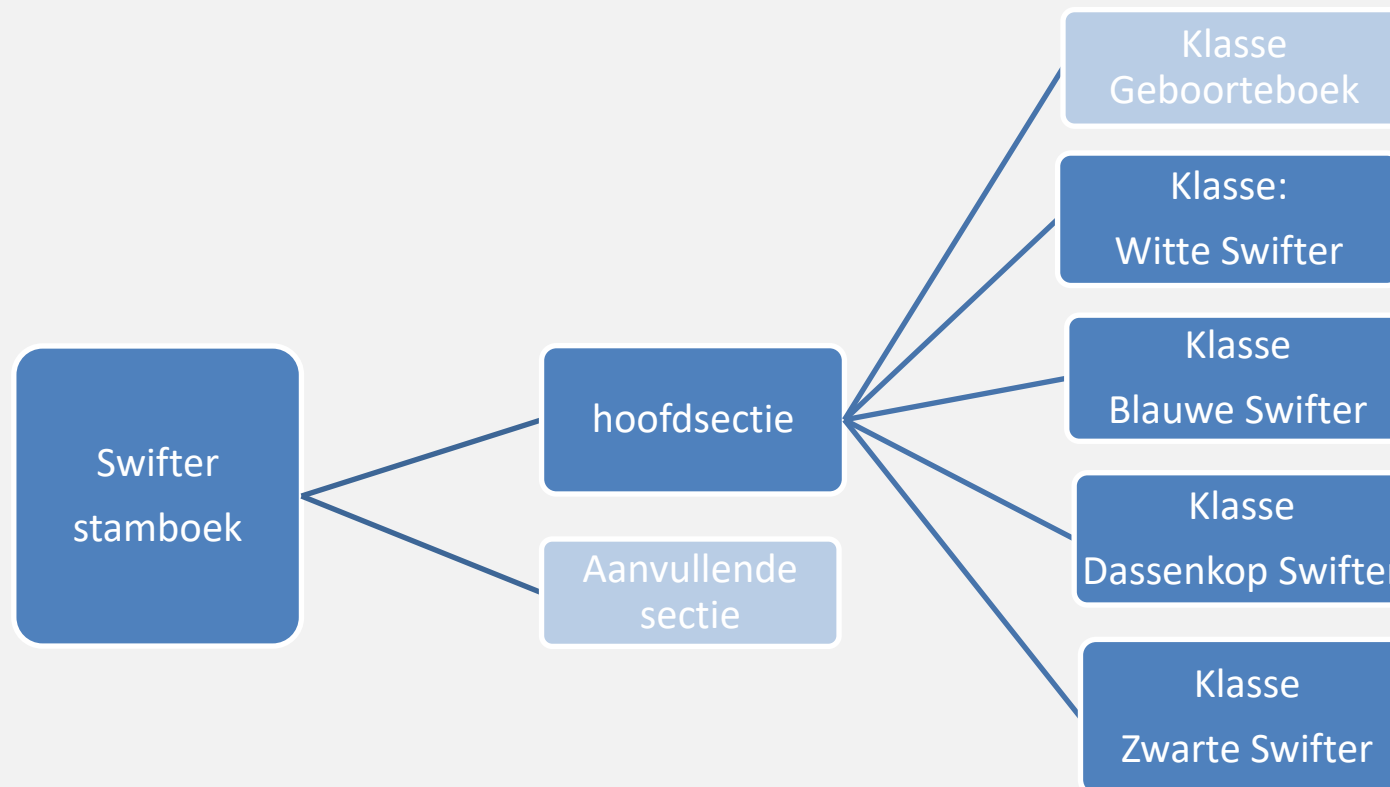 Swifter
stamboek
hoofdsectie
Aanvullende
sectie
Klasse
Geboorteboek
Klasse:
Witte Swifter
Klasse
Blauwe Swifter
Klasse
Dassenkop Swifter
Klasse
Zwarte Swifter